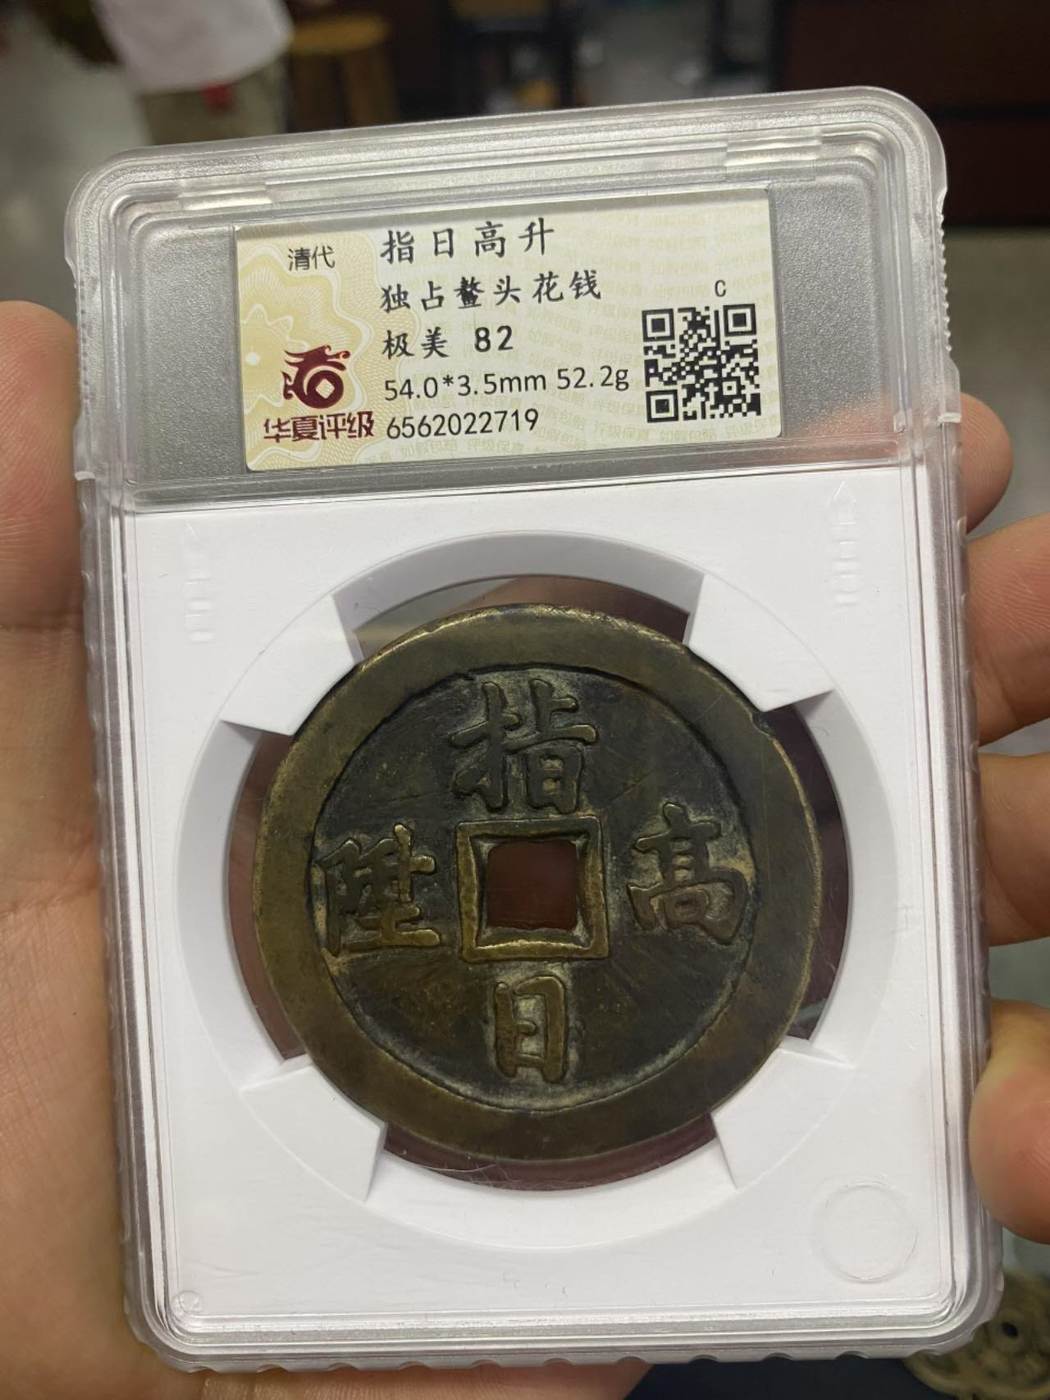 清代
指日高升
独占鳌头花钱
C
极美 82
54.0*3.5mm 52.2g
华夏评级
6562022719
指
陞 高
日